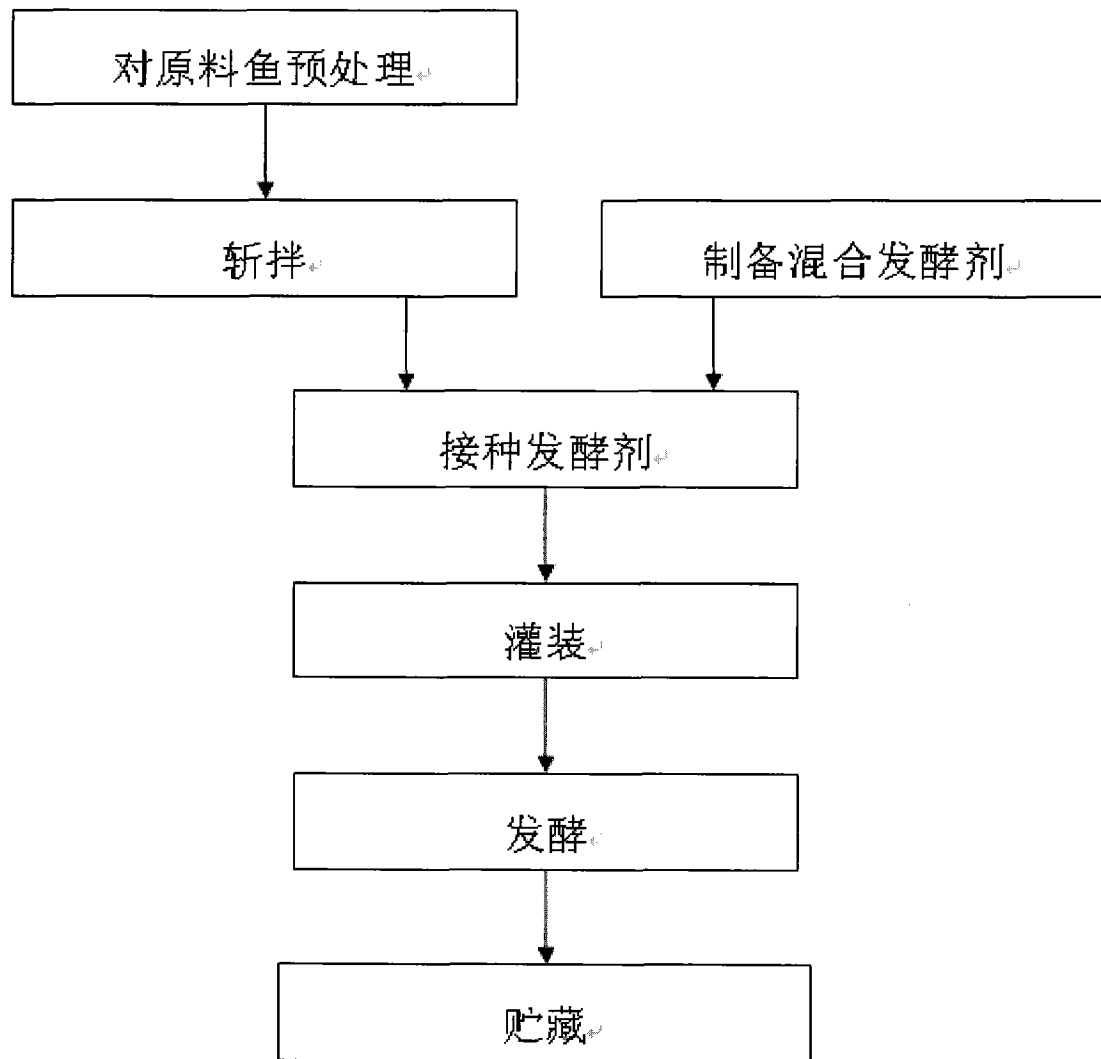 对原料鱼预处理
斩拌
制备混合发酵剂
接种发酵剂
灌装
发酵
贮藏